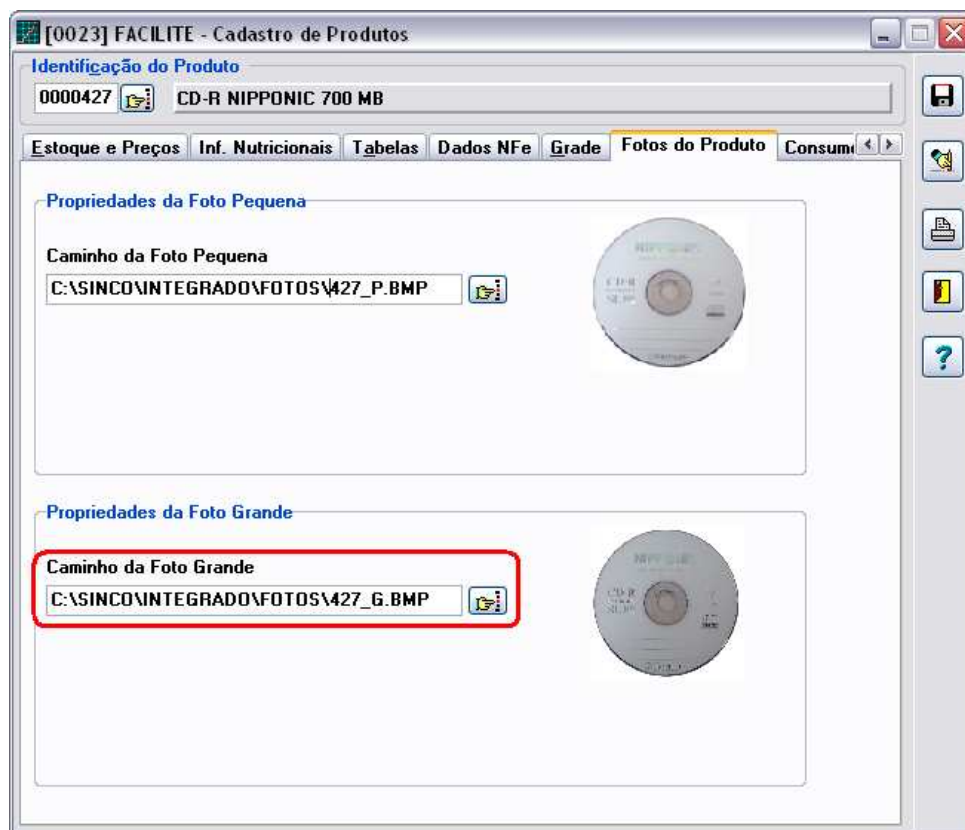 [0023] FACILITE - Cadastro de Produtos
Identificação do Produto
0000427 CD-R NIPPONIC 700 MB
Estoque e Preços Inf. Nutricionais Tabelas Dados NFe Grade Fotos do Produto Consum
Propriedades da Foto Pequena
Caminho da Foto Pequena
C:\SINCO\INTEGRADO\FOTOS\427_P.BMP
Propriedades da Foto Grande
Caminho da Foto Grande
C:\SINCO\INTEGRADO\FOTOS\427_G.BMP